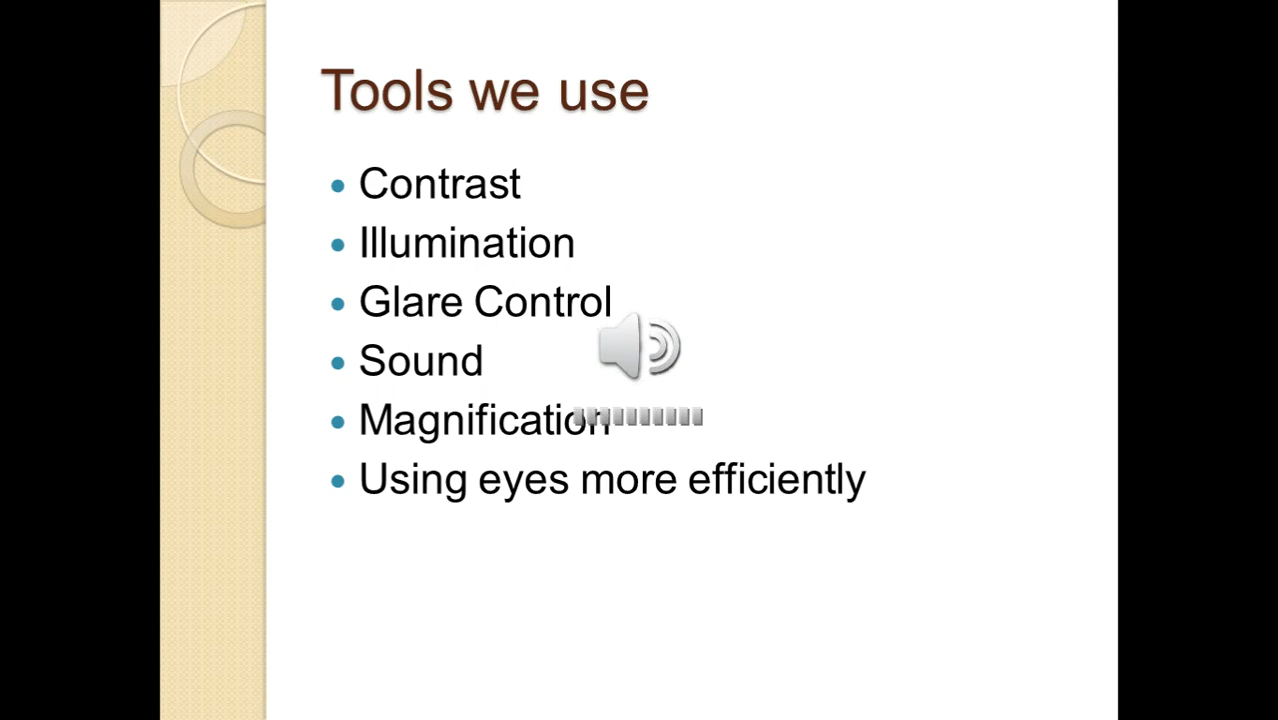 Tools we use
• Contrast
• Illumination
• Glare Control
• Sound
• Magnification
• Using eyes more efficiently